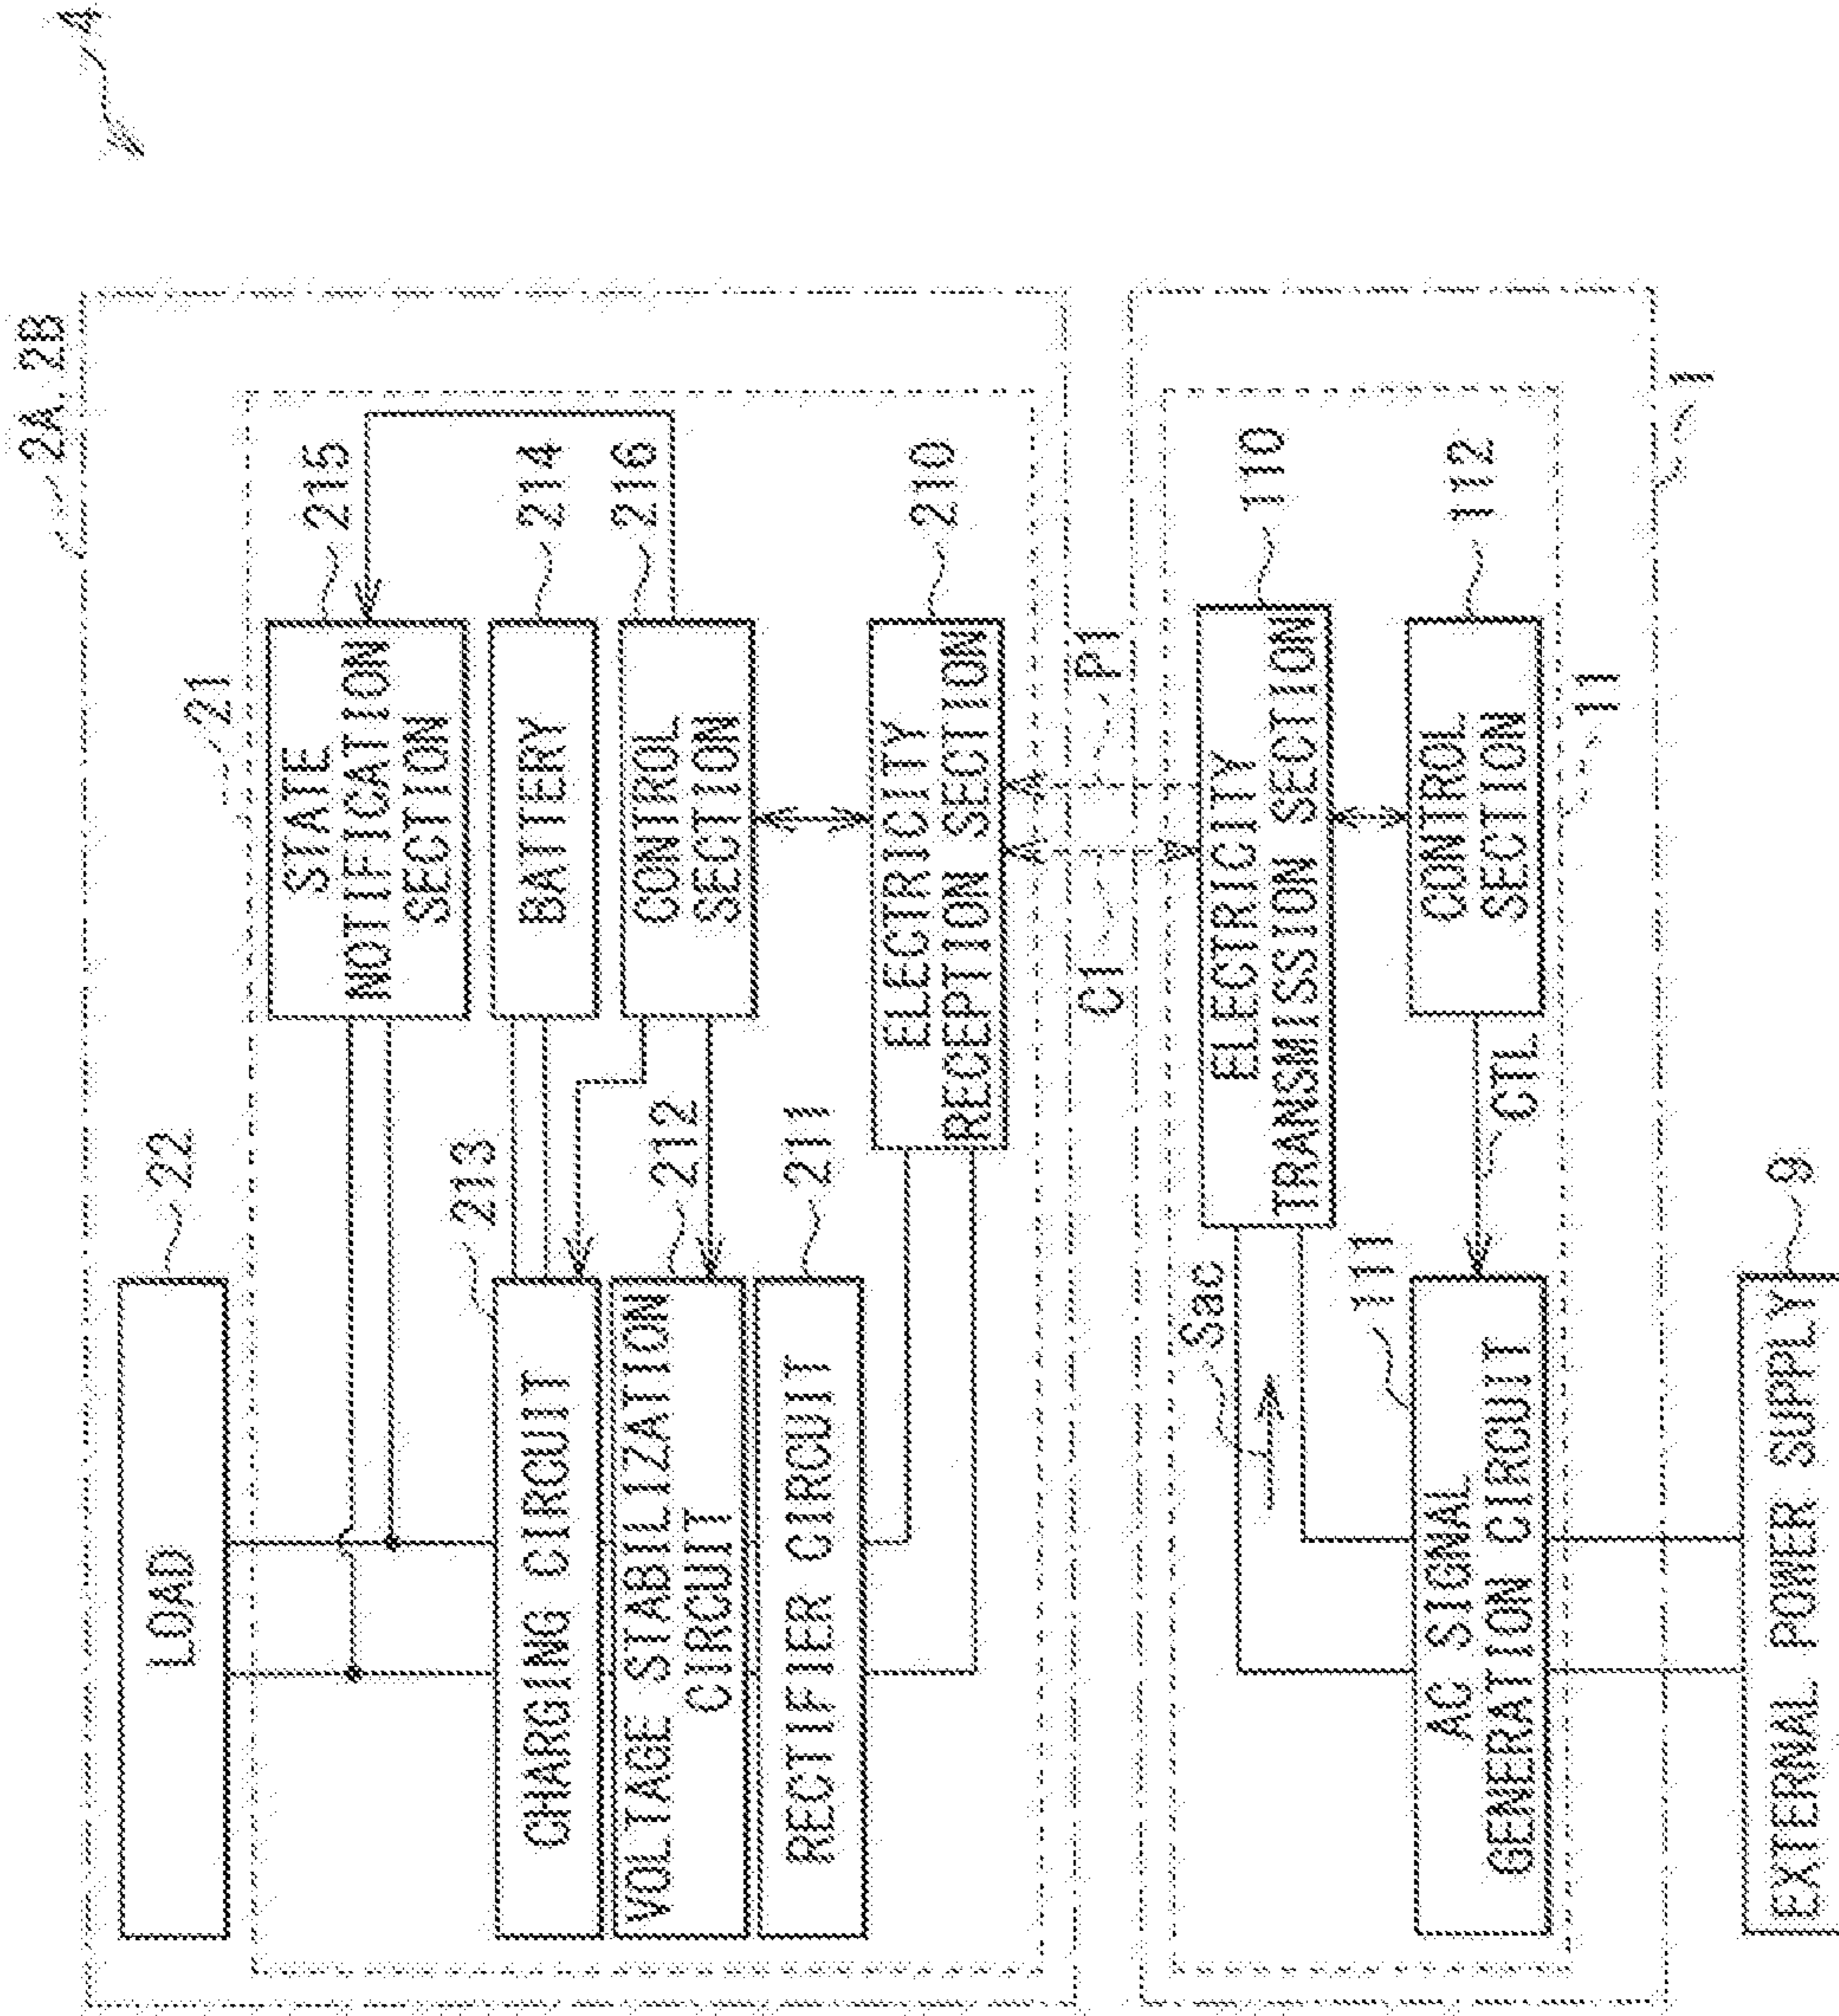 4
2A, 2B
LOAD
22
21
STATE
NOTIFICATION
SECTION
215
CHARGING CIRCUIT
213
BATTERY
214
VOLTAGE STABILIZATION
CIRCUIT
212
CONTROL
SECTION
216
RECTIFIER CIRCUIT
211
ELECTRICITY
RECEPTION SECTION
210
C1
P1
Sac
ELECTRICITY
TRANSMISSION SECTION
110
AC SIGNAL
GENERATION CIRCUIT
111
CTL
CONTROL
SECTION
112
11
1
EXTERNAL POWER SUPPLY
9